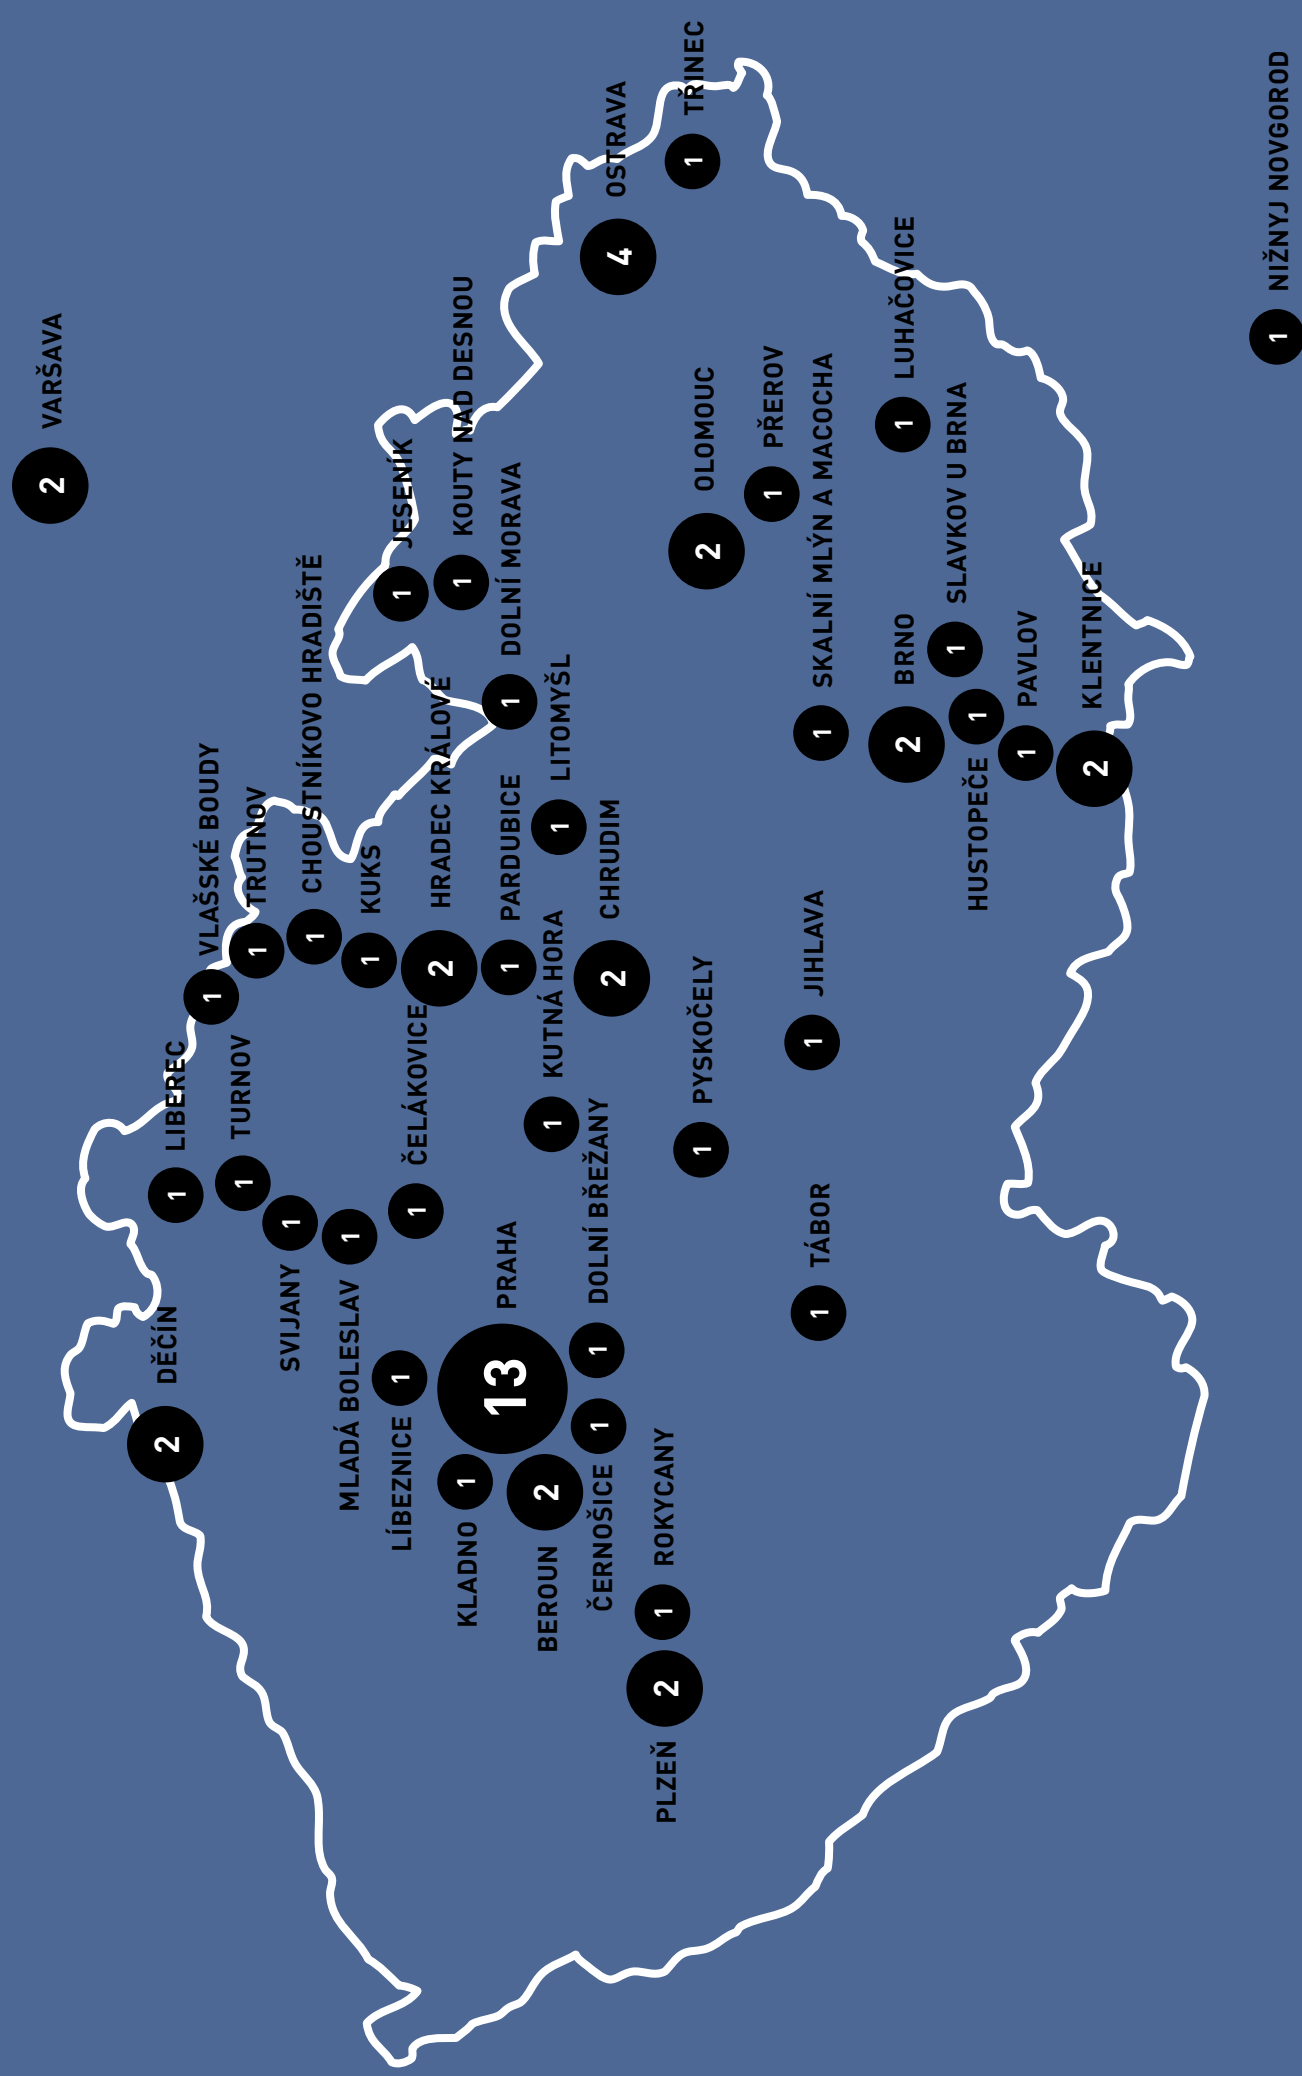 VARŠAVA
2
DĚČÍN
2
LIBEREC
1
VLAŠSKÉ BOUDY
1
TURNOV
1
TRUTNOV
1
SVIJANY
1
CHOUSTNÍKOVO HRADIŠTĚ
1
MLADÁ BOLESLAV
1
KUKS
1
JESENÍK
1
LÍBEZNICE
1
ČELÁKOVICE
1
HRADEC KRÁLOVÉ
2
KOUTY NAD DESNOU
1
KLADNO
1
PRAHA
13
PARDUBICE
1
DOLNÍ MORAVA
1
BEROUN
2
KUTNÁ HORA
1
LITOMYŠL
1
ČERNOŠICE
1
DOLNÍ BŘEŽANY
1
CHRUDIM
2
OSTRAVA
4
PLZEŇ
2
ROKYCANY
1
PYSKOČELY
1
OLOMOUC
2
TŘINEC
1
PŘEROV
1
TÁBOR
1
JIHLAVA
1
SKALNÍ MLÝN A MACOCHA
1
BRNO
2
LUHAČOVICE
1
SLAVKOV U BRNA
1
HUSTOPEČE
1
PAVLOV
1
KLENTNICE
2
NIŽNYJ NOVGOROD
1